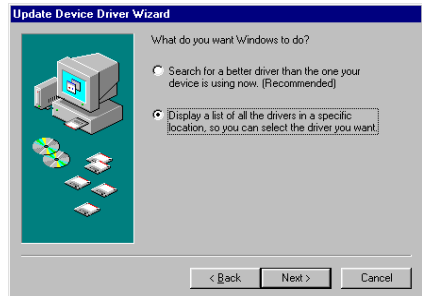 Update Device Driver Wizard
What do you want Windows to do?
Search for a better driver than the one your
device is using now. (Recommended)
Display a list of all the drivers in a specific
location, so you can select the driver you want.
< Back
Next >
Cancel